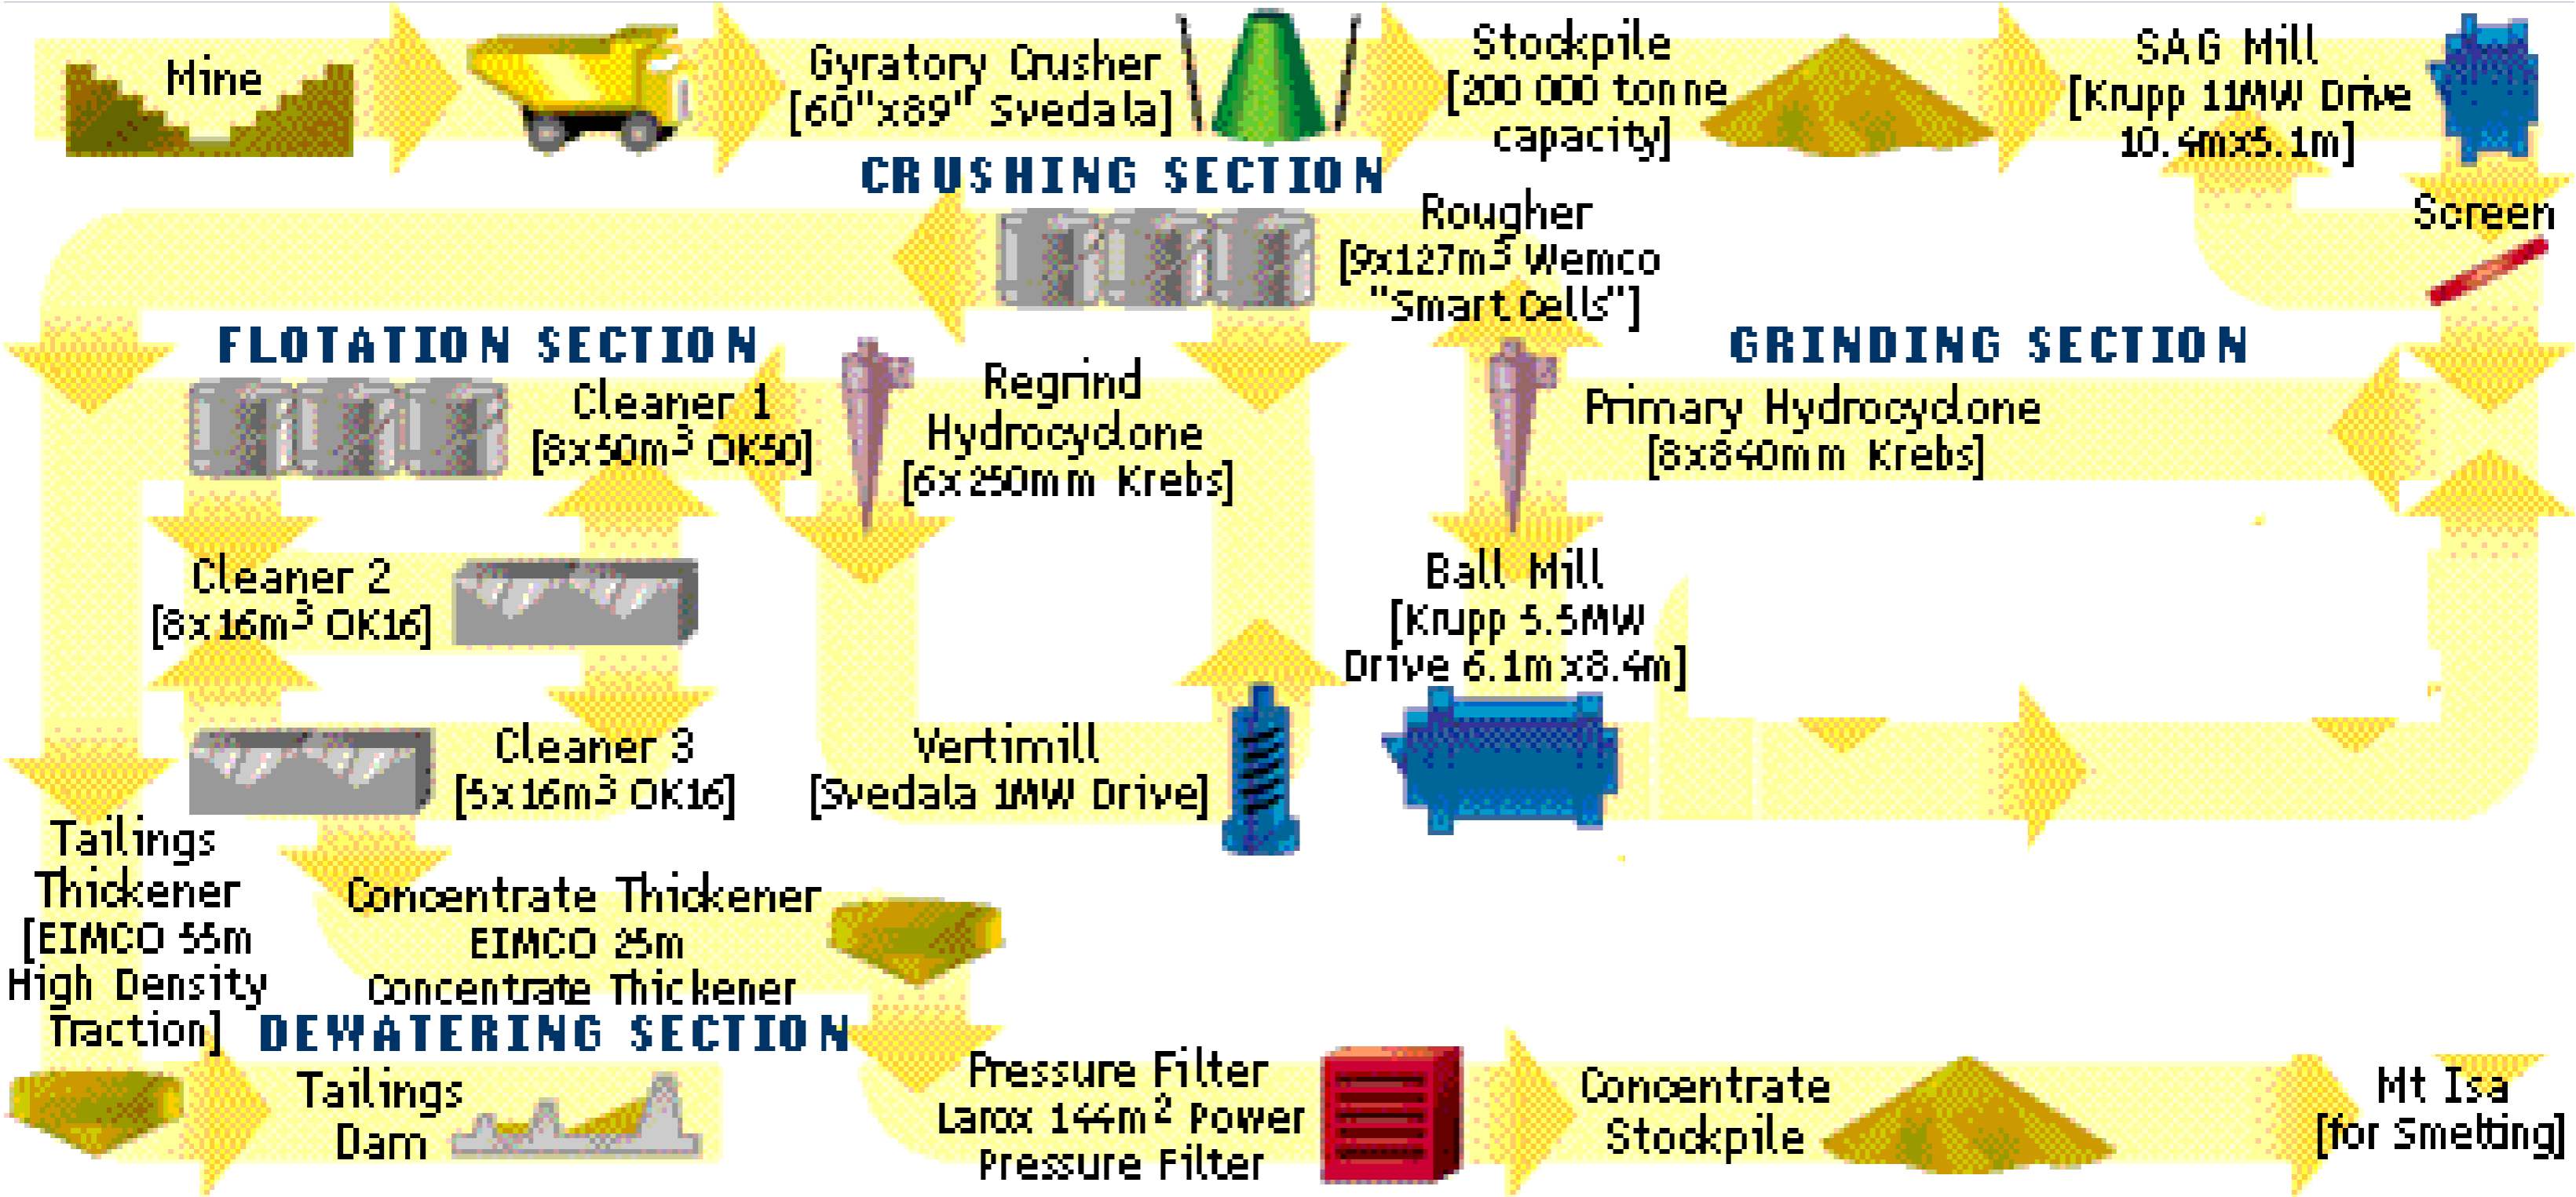 Mine
Gyratory Crusher
[60"x89" Svedala]
Stockpile
[200 000 tonne
capacity]
SAG Mill
[Krupp 11MW Drive
10.4mx5.1m]
CRUSHING SECTION
Rougher
[9x127m³ Wemco
"Smart Cells"]
Screen
FLOTATION SECTION
GRINDING SECTION
Cleaner 1
[8x50m³ OK50]
Regrind
Hydrocyclone
[6x250mm Krebs]
Primary Hydrocyclone
[8x840mm Krebs]
Cleaner 2
[8x16m³ OK16]
Ball Mill
[Krupp 5.5MW
Drive 6.1mx8.4m]
Cleaner 3
[5x16m³ OK16]
Vertimill
[Svedala 1MW Drive]
Tailings
Thickener
[EIMCO 55m
High Density
Traction]
Concentrate Thickener
EIMCO 25m
Concentrate Thickener
DEWATERING SECTION
Tailings
Dam
Pressure Filter
Larox 144m² Power
Pressure Filter
Concentrate
Stockpile
Mt Isa
[for Smelting]